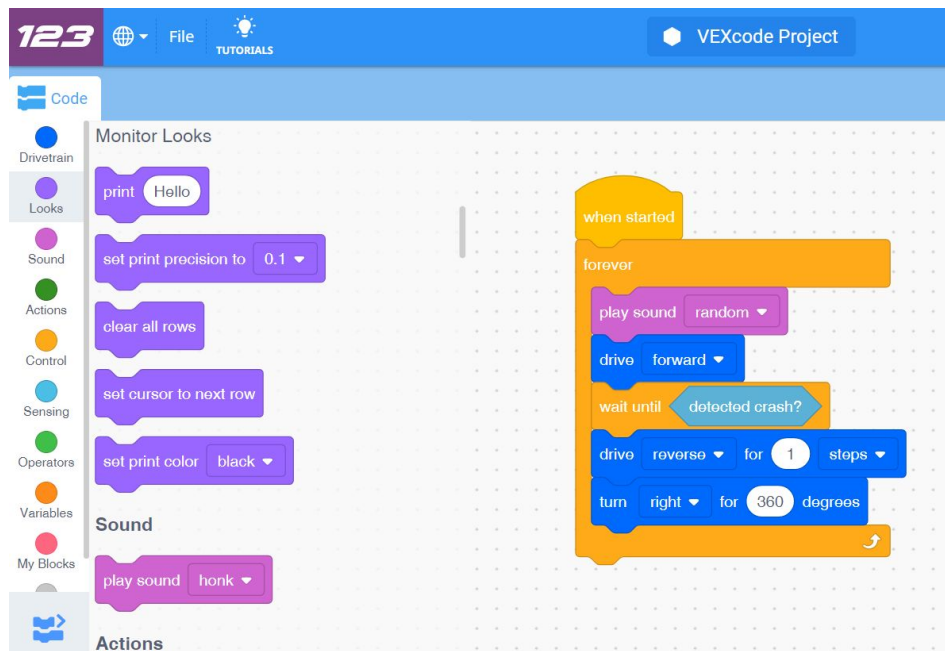 123 File TUTORIALS VEXcode Project
Code
Drivetrain
Looks
Sound
Actions
Control
Sensing
Operators
Variables
My Blocks
Monitor Looks
print Hello
set print precision to 0.1
clear all rows
set cursor to next row
set print color black
Sound
play sound honk
Actions
when started
forever
play sound random
drive forward
wait until detected crash?
drive reverse for 1 steps
turn right for 360 degrees